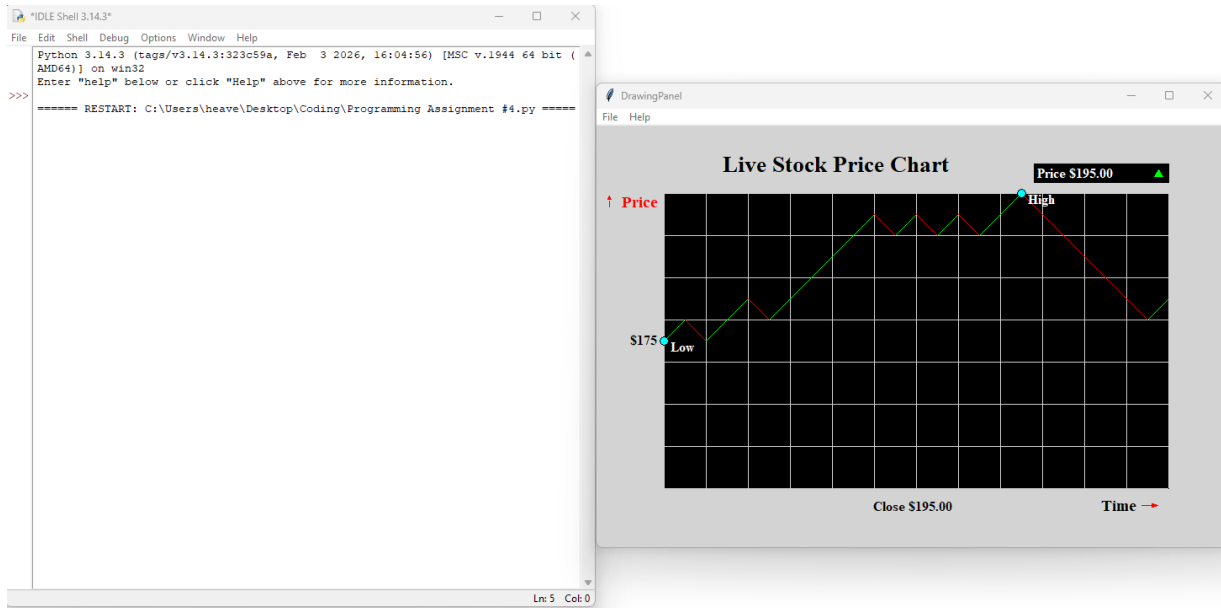 *IDLE Shell 3.14.3*
File Edit Shell Debug Options Window Help
Python 3.14.3 (tags/v3.14.3:323c59a, Feb  3 2026, 16:04:56) [MSC v.1944 64 bit (
AMD64)] on win32
Enter "help" below or click "Help" above for more information.
>>>
====== RESTART: C:\Users\heave\Desktop\Coding\Programming Assignment #4.py =====
Ln: 5 Col: 0
DrawingPanel
File Help
Live Stock Price Chart
Price $195.00
↑ Price
High
$175
Low
Close $195.00
Time →